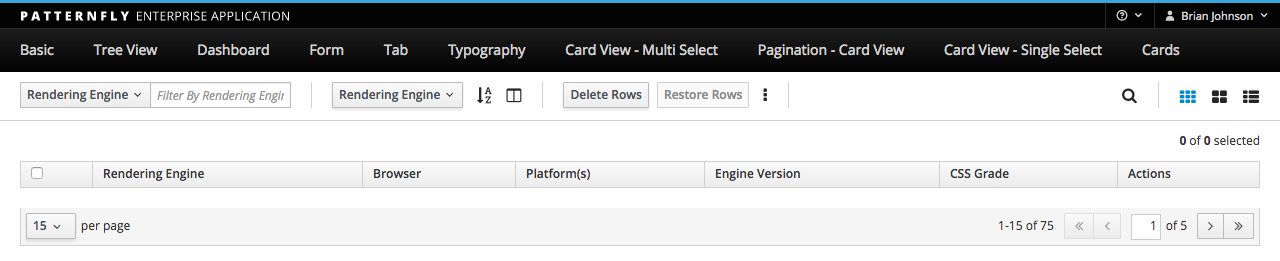 PATTERNFLY ENTERPRISE APPLICATION
Brian Johnson
Basic Tree View Dashboard Form Tab Typography Card View - Multi Select Pagination - Card View Card View - Single Select Cards
Rendering Engine Filter By Rendering Engin Rendering Engine Delete Rows Restore Rows
0 of 0 selected
Rendering Engine Browser Platform(s) Engine Version CSS Grade Actions
15 per page 1-15 of 75 1 of 5